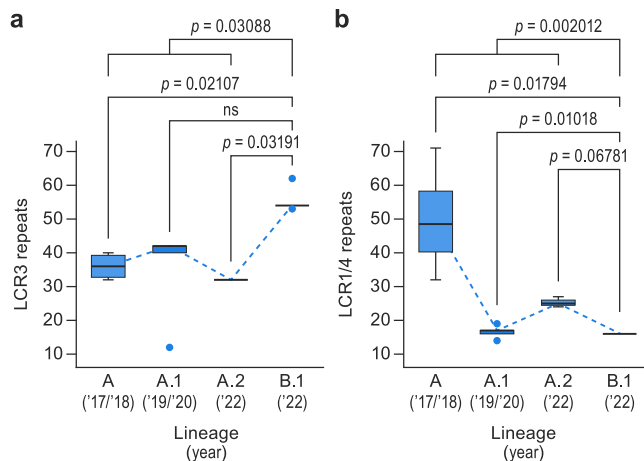 a
p = 0.03088
p = 0.02107
ns
p = 0.03191
LCR3 repeats
70
60
50
40
30
20
10
A
A.1
A.2
B.1
(’17/’18)
(’19/’20)
(’22)
(’22)
Lineage
(year)
b
p = 0.002012
p = 0.01794
p = 0.01018
p = 0.06781
LCR1/4 repeats
70
60
50
40
30
20
10
A
A.1
A.2
B.1
(’17/’18)
(’19/’20)
(’22)
(’22)
Lineage
(year)